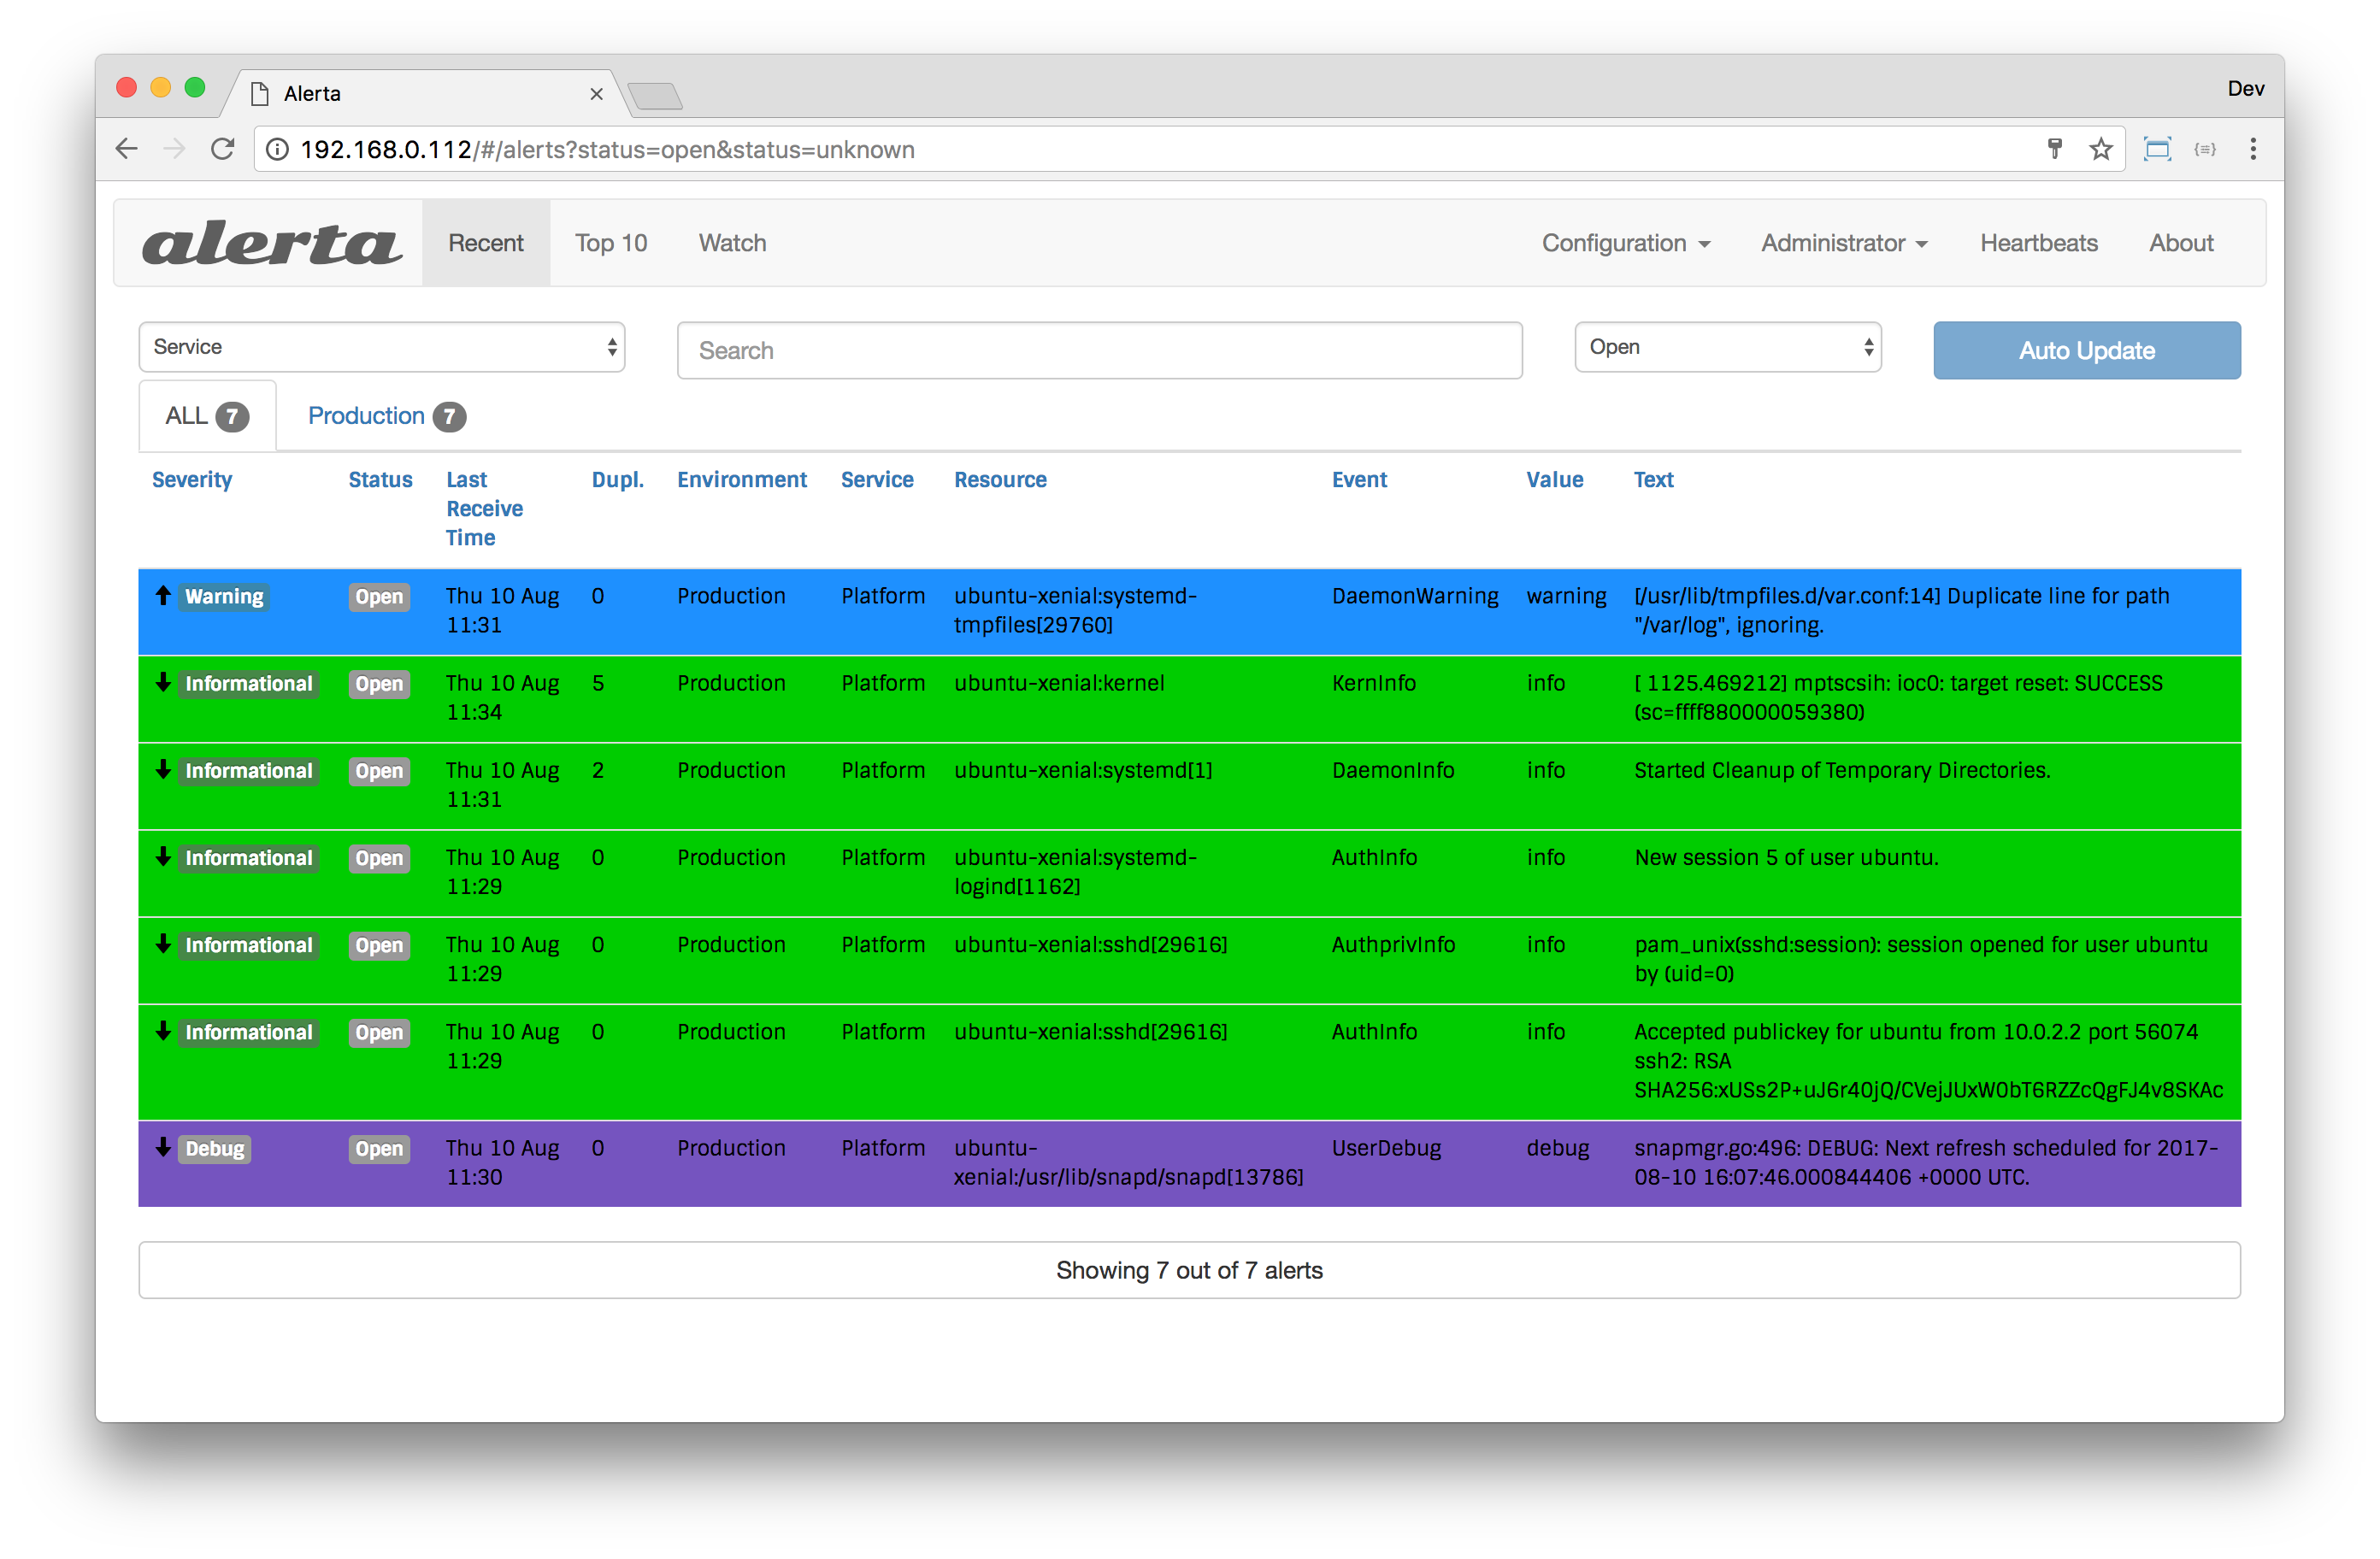 Alerta
Dev
192.168.0.112/#/alerts?status=open&status=unknown
alerta
Recent
Top 10
Watch
Configuration
Administrator
Heartbeats
About
Service
Search
Open
Auto Update
ALL 7
Production 7
Severity
Status
Last
Receive
Time
Dupl.
Environment
Service
Resource
Event
Value
Text
Warning
Open
Thu 10 Aug
11:31
0
Production
Platform
ubuntu-xenial:systemd-
tmpfiles[29760]
DaemonWarning
warning
[/usr/lib/tmpfiles.d/var.conf:14] Duplicate line for path
"/var/log", ignoring.
Informational
Open
Thu 10 Aug
11:34
5
Production
Platform
ubuntu-xenial:kernel
KernInfo
info
[ 1125.469212] mptscsih: ioc0: target reset: SUCCESS
(sc=ffff880000059380)
Informational
Open
Thu 10 Aug
11:31
2
Production
Platform
ubuntu-xenial:systemd[1]
DaemonInfo
info
Started Cleanup of Temporary Directories.
Informational
Open
Thu 10 Aug
11:29
0
Production
Platform
ubuntu-xenial:systemd-
logind[1162]
AuthInfo
info
New session 5 of user ubuntu.
Informational
Open
Thu 10 Aug
11:29
0
Production
Platform
ubuntu-xenial:sshd[29616]
AuthprivInfo
info
pam_unix(sshd:session): session opened for user ubuntu
by (uid=0)
Informational
Open
Thu 10 Aug
11:29
0
Production
Platform
ubuntu-xenial:sshd[29616]
AuthInfo
info
Accepted publickey for ubuntu from 10.0.2.2 port 56074
ssh2: RSA
SHA256:xUSs2P+uJ6r40jQ/CVejJUxW0bT6RZZcQgFJ4v8SKAc
Debug
Open
Thu 10 Aug
11:30
0
Production
Platform
ubuntu-
xenial:/usr/lib/snapd/snapd[13786]
UserDebug
debug
snapmgr.go:496: DEBUG: Next refresh scheduled for 2017-
08-10 16:07:46.000844406 +0000 UTC.
Showing 7 out of 7 alerts